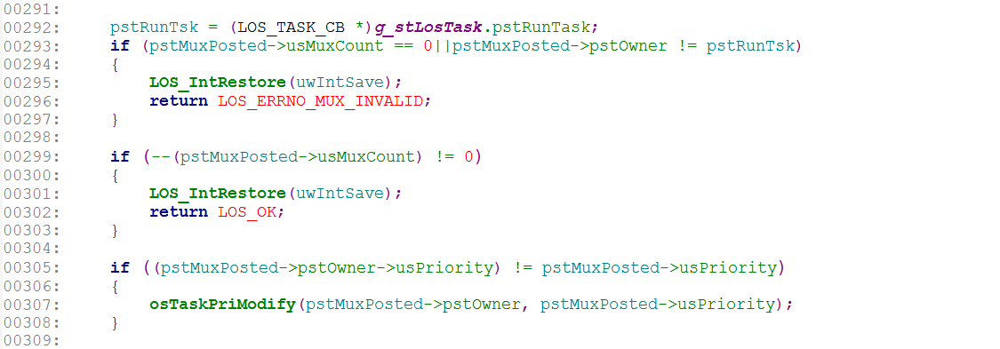 00291:
00292:     pstRunTsk = (LOS_TASK_CB *)g_stLosTask.pstRunTask;
00293:     if (pstMuxPosted->usMuxCount == 0||pstMuxPosted->pstOwner != pstRunTsk)
00294:     {
00295:         LOS_IntRestore(uwIntSave);
00296:         return LOS_ERRNO_MUX_INVALID;
00297:     }
00298:
00299:     if (--(pstMuxPosted->usMuxCount) != 0)
00300:     {
00301:         LOS_IntRestore(uwIntSave);
00302:         return LOS_OK;
00303:     }
00304:
00305:     if ((pstMuxPosted->pstOwner->usPriority) != pstMuxPosted->usPriority)
00306:     {
00307:         osTaskPriModify(pstMuxPosted->pstOwner, pstMuxPosted->usPriority);
00308:     }
00309: